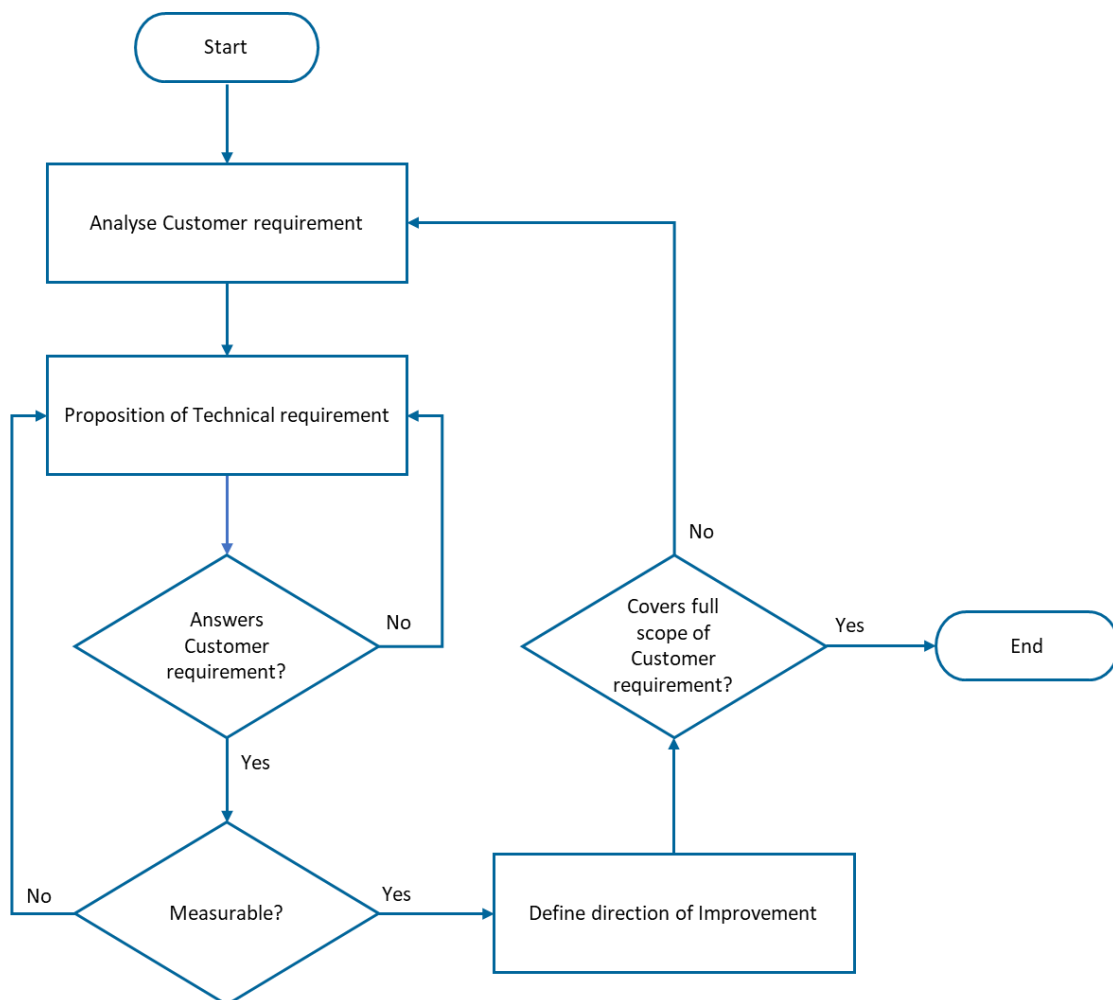 Start
Analyse Customer requirement
Proposition of Technical requirement
Answers
Customer
requirement?
No
Yes
Measurable?
No
Yes
Define direction of Improvement
Covers full
scope of
Customer
requirement?
No
Yes
End